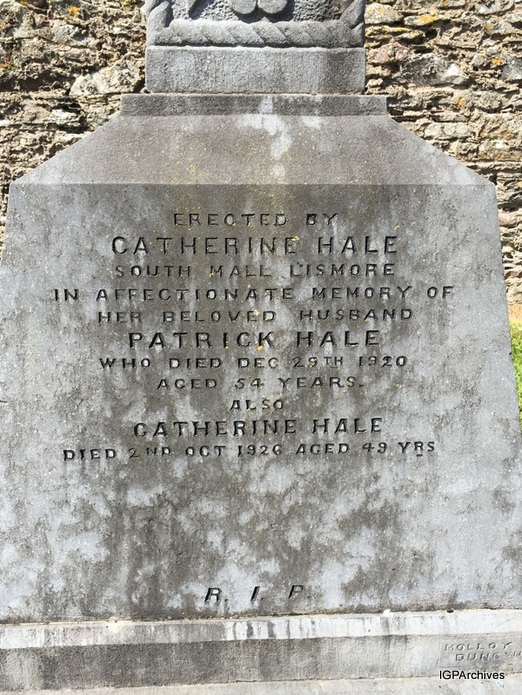 ERECTED BY
CATHERINE HALE
SOUTH MALL LISMORE
IN AFFECTIONATE MEMORY OF
HER BELOVED HUSBAND
PATRICK HALE
WHO DIED DEC 29TH 1920
AGED 54 YEARS.
ALSO
CATHERINE HALE
DIED 2ND OCT 1926 AGED 49 YRS
R. I. P.
MOLLOY
IGPArchives